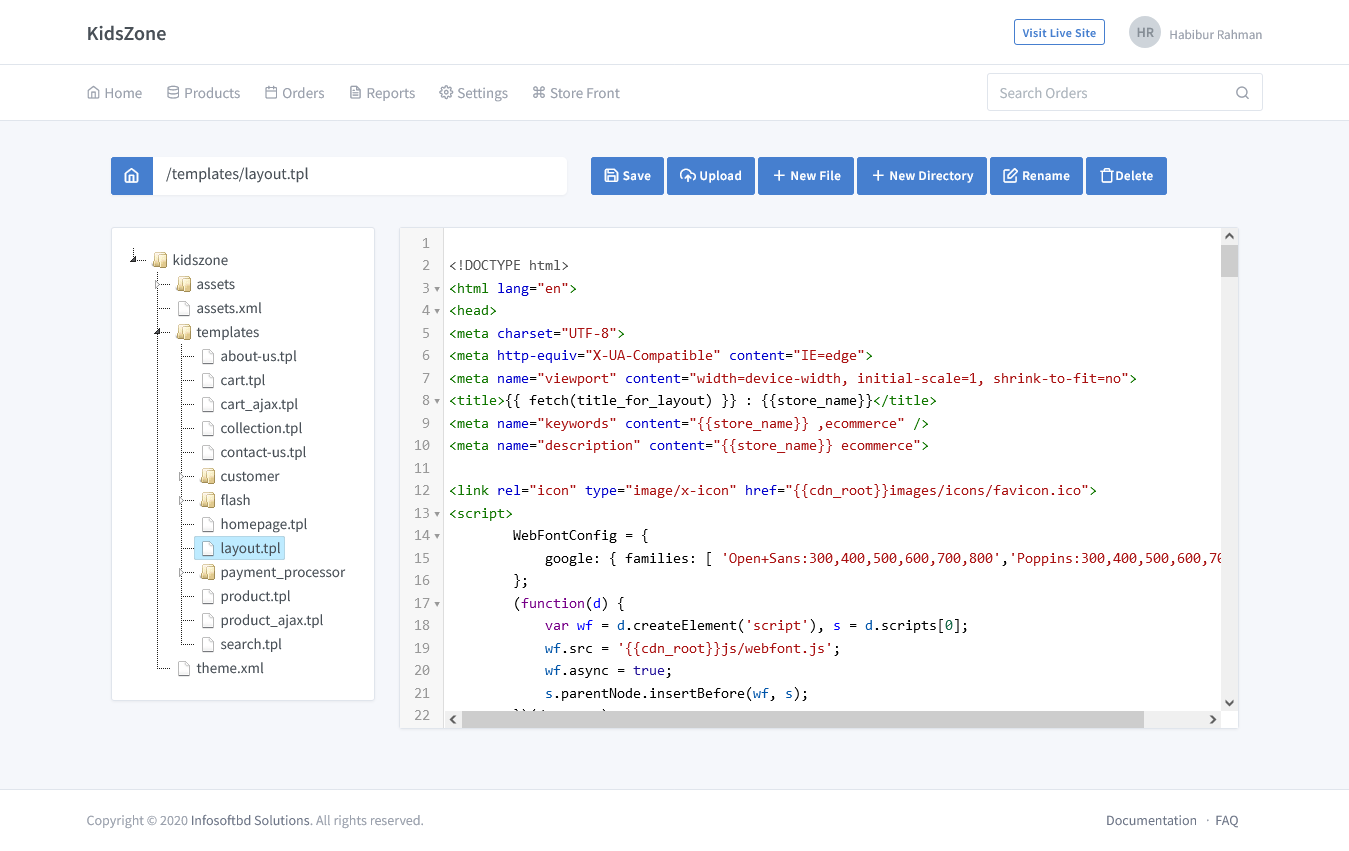 KidsZone
Visit Live Site
HR
Habibur Rahman
Home
Products
Orders
Reports
Settings
Store Front
Search Orders
/templates/layout.tpl
Save
Upload
New File
New Directory
Rename
Delete
kidszone
assets
assets.xml
templates
about-us.tpl
cart.tpl
cart_ajax.tpl
collection.tpl
contact-us.tpl
customer
flash
homepage.tpl
layout.tpl
payment_processor
product.tpl
product_ajax.tpl
search.tpl
theme.xml
1
2 <!DOCTYPE html>
3 <html lang="en">
4 <head>
5 <meta charset="UTF-8">
6 <meta http-equiv="X-UA-Compatible" content="IE=edge">
7 <meta name="viewport" content="width=device-width, initial-scale=1, shrink-to-fit=no">
8 <title>{{ fetch(title_for_layout) }} : {{store_name}}</title>
9 <meta name="keywords" content="{{store_name}} ,ecommerce" />
10 <meta name="description" content="{{store_name}} ecommerce">
11
12 <link rel="icon" type="image/x-icon" href="{{cdn_root}}images/icons/favicon.ico">
13 <script>
14 WebFontConfig = {
15 google: { families: [ 'Open+Sans:300,400,500,600,700,800','Poppins:300,400,500,600,70
16 };
17 (function(d) {
18 var wf = d.createElement('script'), s = d.scripts[0];
19 wf.src = '{{cdn_root}}js/webfont.js';
20 wf.async = true;
21 s.parentNode.insertBefore(wf, s);
22
Copyright © 2020 Infosoftbd Solutions. All rights reserved.
Documentation · FAQ